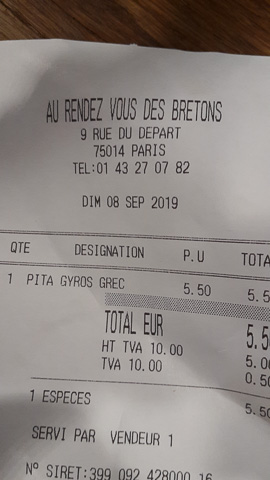 AU RENDEZ VOUS DES BRETONS
9 RUE DU DEPART
75014 PARIS
TEL:01 43 27 07 82
DIM 08 SEP 2019
QTE DESIGNATION P.U TOTA
1 PITA GYROS GREC 5.50 5.5
TOTAL EUR 5.5
HT TVA 10.00 5.0
TVA 10.00 0.50
1 ESPECES 5.50
SERVI PAR VENDEUR 1
N° SIRET:399 092 428000 16